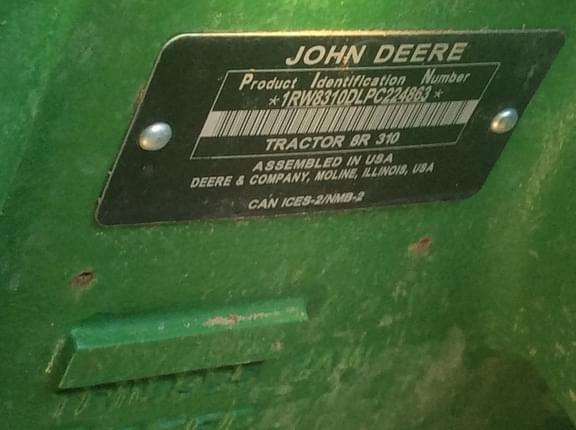 JOHN DEERE
Product Identification Number
*1RW8310DLPC224863*
TRACTOR 8R 310
ASSEMBLED IN USA
DEERE & COMPANY, MOLINE, ILLINOIS, USA
CAN ICES-2/NMB-2